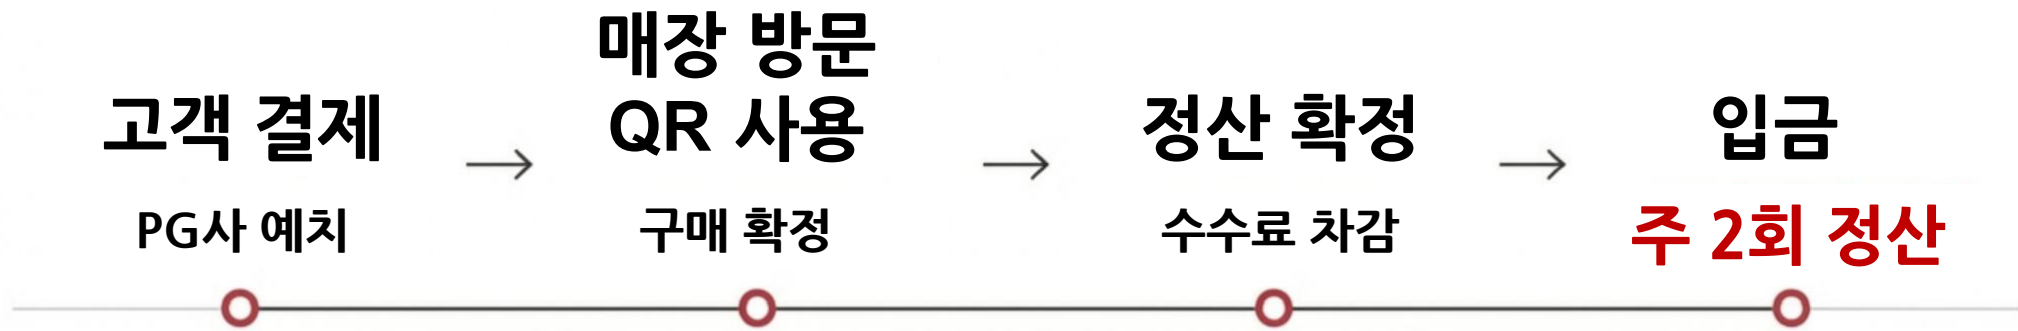 고객 결제
PG사 예치
→
매장 방문
QR 사용
구매 확정
→
정산 확정
수수료 차감
→
입금
주 2회 정산